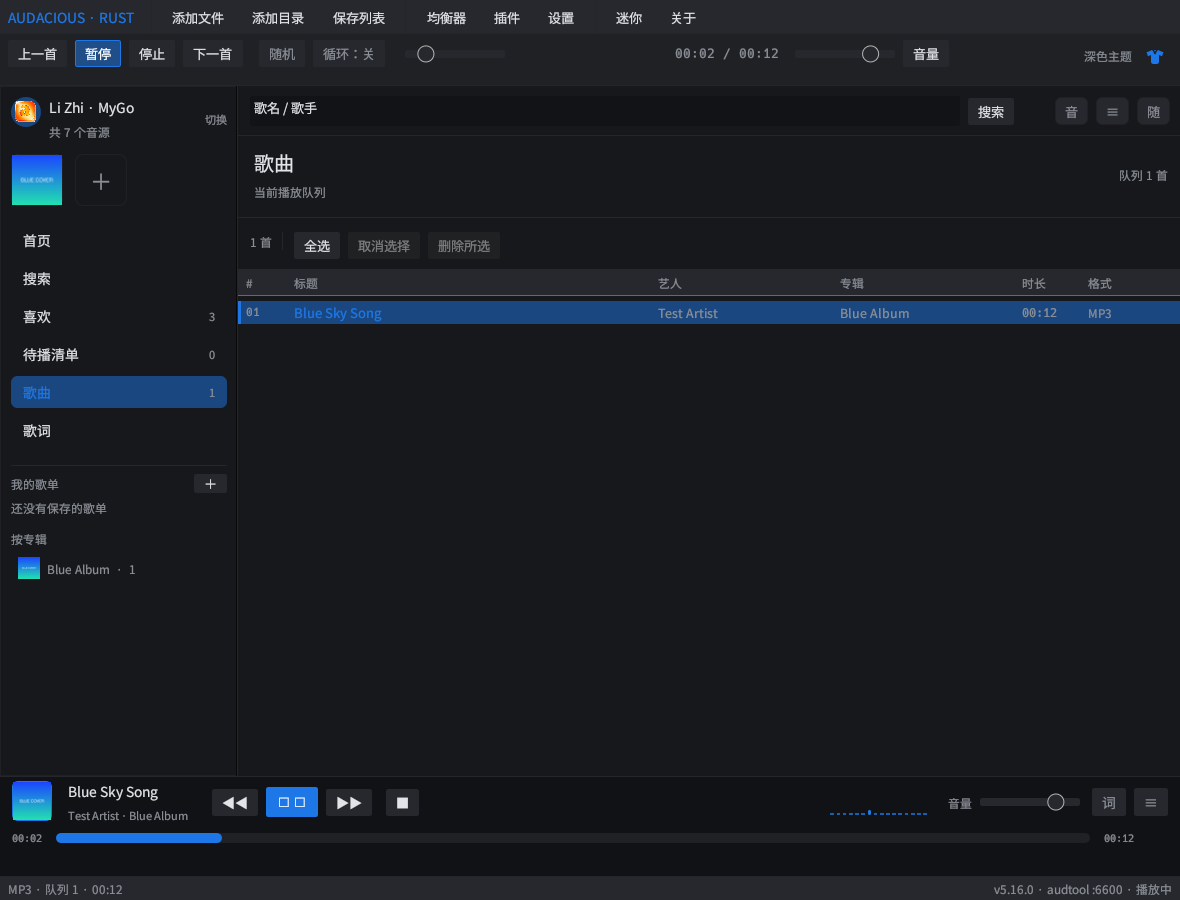 AUDACIOUS · RUST 添加文件 添加目录 保存列表 均衡器 插件 设置 迷你 关于
上一首 暂停 停止 下一首 随机 循环：关 00:02 / 00:12 音量 深色主题
Li Zhi · MyGo
共 7 个音源
切换
BLUE COVER
首页
搜索
喜欢 3
待播清单 0
歌曲 1
歌词
我的歌单
还没有保存的歌单
按专辑
Blue Album · 1
歌名 / 歌手 搜索 音 随
歌曲
当前播放队列
队列 1 首
1 首 全选 取消选择 删除所选
# 标题 艺人 专辑 时长 格式
01 Blue Sky Song Test Artist Blue Album 00:12 MP3
Blue Sky Song
Test Artist · Blue Album
音量 词
00:02 00:12
MP3 · 队列 1 · 00:12 v5.16.0 · audtool :6600 · 播放中